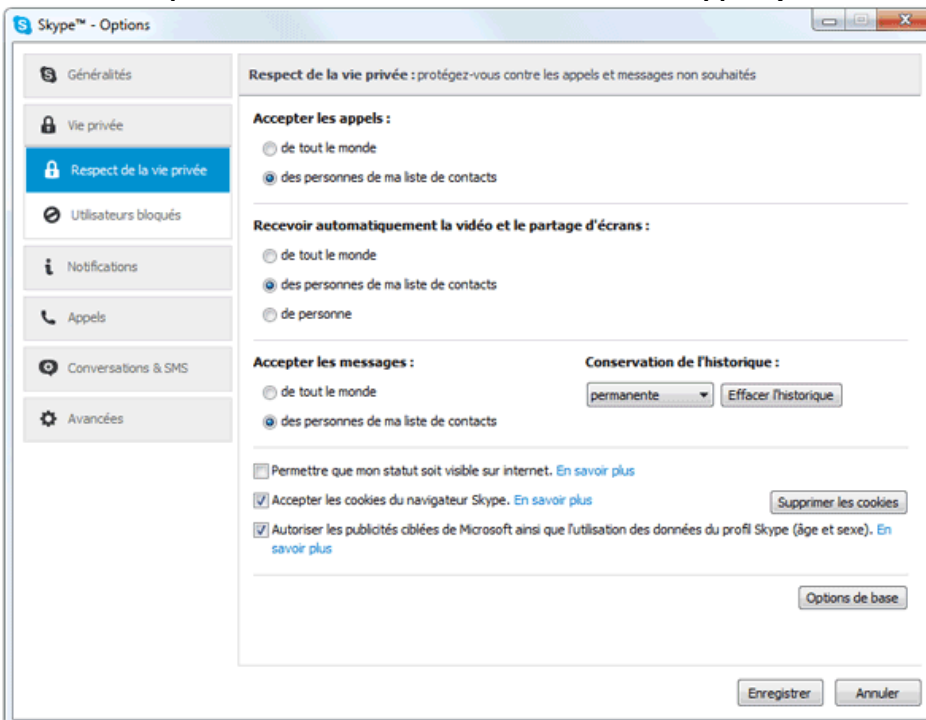 Skype™ - Options
Généralités
Vie privée
Respect de la vie privée
Utilisateurs bloqués
Notifications
Appels
Conversations & SMS
Avancées
Respect de la vie privée : protégez-vous contre les appels et messages non souhaités
Accepter les appels :
de tout le monde
des personnes de ma liste de contacts
Recevoir automatiquement la vidéo et le partage d'écrans :
de tout le monde
des personnes de ma liste de contacts
de personne
Accepter les messages :
de tout le monde
des personnes de ma liste de contacts
Conservation de l'historique :
permanente
Effacer l'historique
Permettre que mon statut soit visible sur internet. En savoir plus
Accepter les cookies du navigateur Skype. En savoir plus
Supprimer les cookies
Autoriser les publicités ciblées de Microsoft ainsi que l'utilisation des données du profil Skype (âge et sexe). En
savoir plus
Options de base
Enregistrer
Annuler